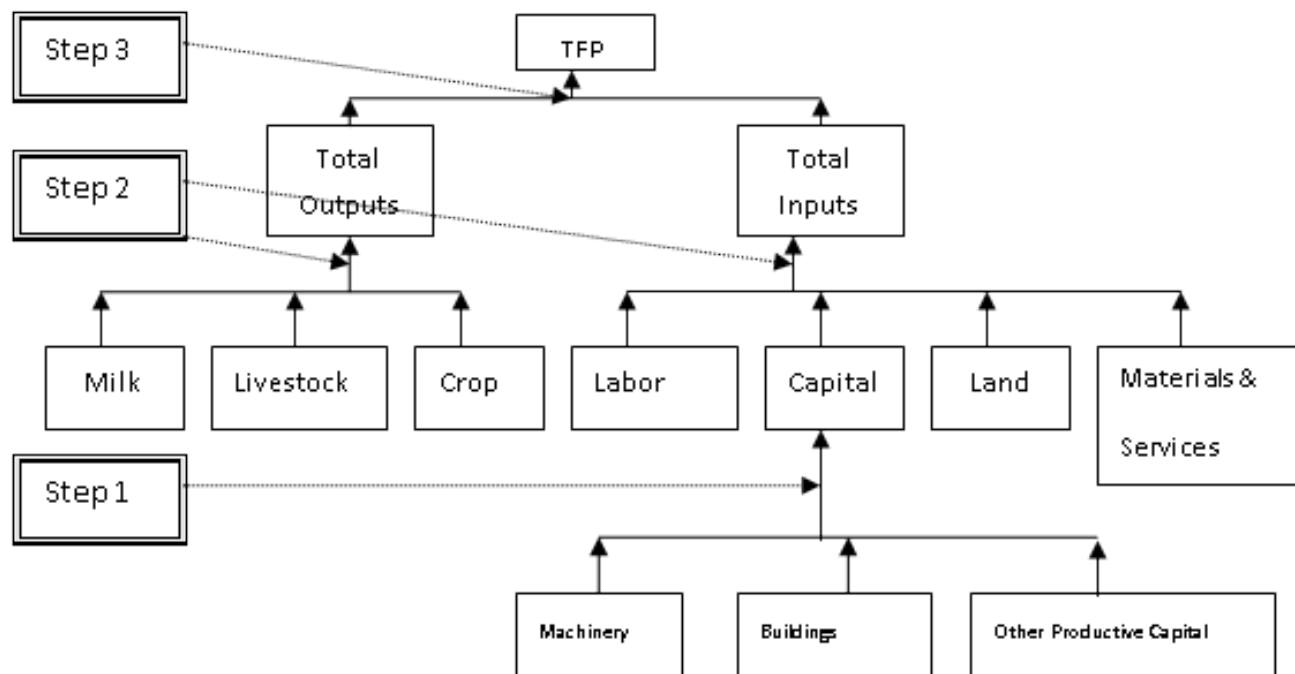 Step 3
TFP
Step 2
Total
Outputs
Total
Inputs
Milk
Livestock
Crop
Labor
Capital
Land
Materials &
Services
Step 1
Machinery
Buildings
Other Productive Capital